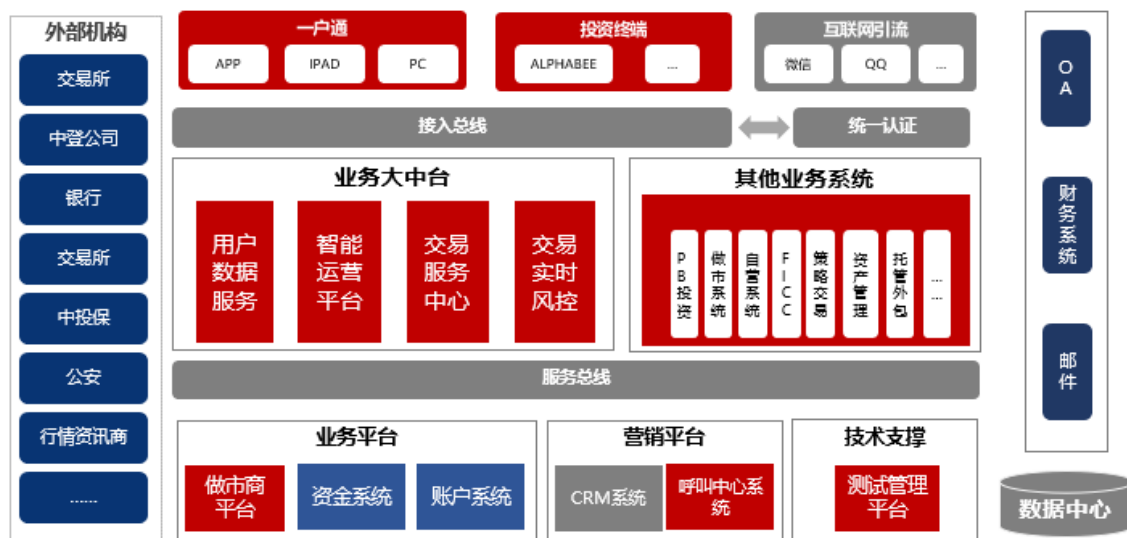 外部机构
交易所
中登公司
银行
交易所
中投保
公安
行情资讯商
......
一户通
APP
IPAD
PC
投资终端
ALPHABEE
...
互联网引流
微信
QQ
...
接入总线
统一认证
业务大中台
用户
数据
服务
智能
运营
平台
交易
服务
中心
交易
实时
风控
其他业务系统
PB投资
做市系统
自营系统
FICC
策略交易
资产管理
托管外包
......
服务总线
业务平台
做市商
平台
资金系统
账户系统
营销平台
CRM系统
呼叫中心系
统
技术支撑
测试管理
平台
OA
财务系统
邮件
数据中心